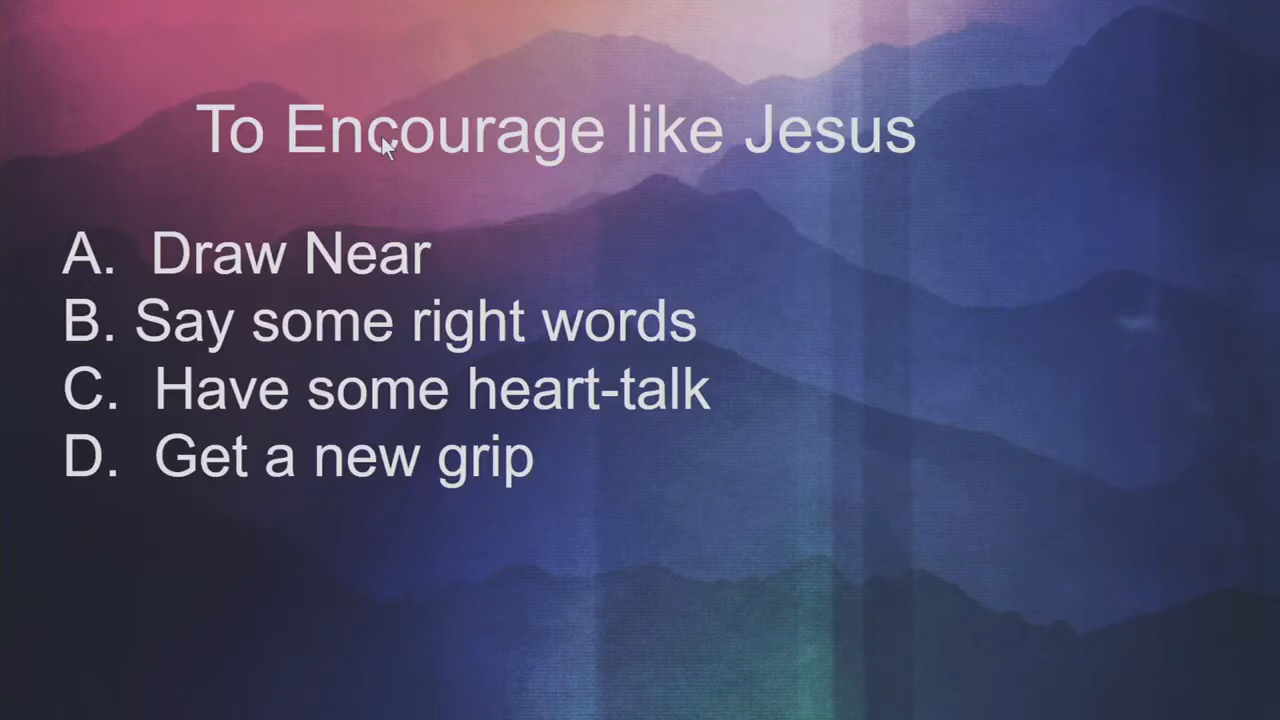 To Encourage like Jesus
A. Draw Near
B. Say some right words
C. Have some heart-talk
D. Get a new grip